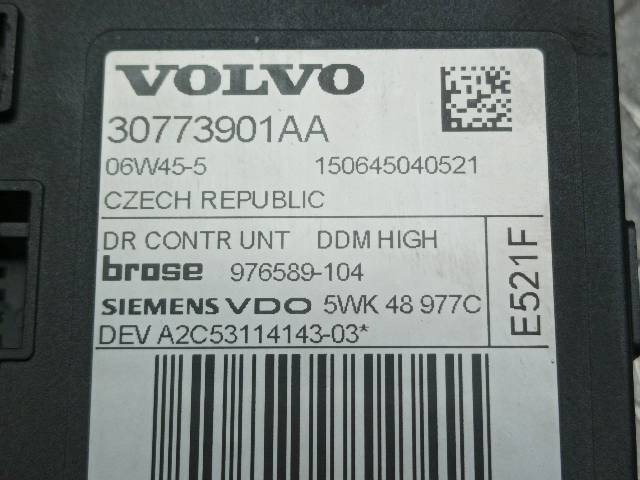 VOLVO
30773901AA
06W45-5 150645040521
CZECH REPUBLIC
DR CONTR UNT DDM HIGH
brose 976589-104
SIEMENS VDO 5WK 48 977C
DEV A2C53114143-03*
E521F